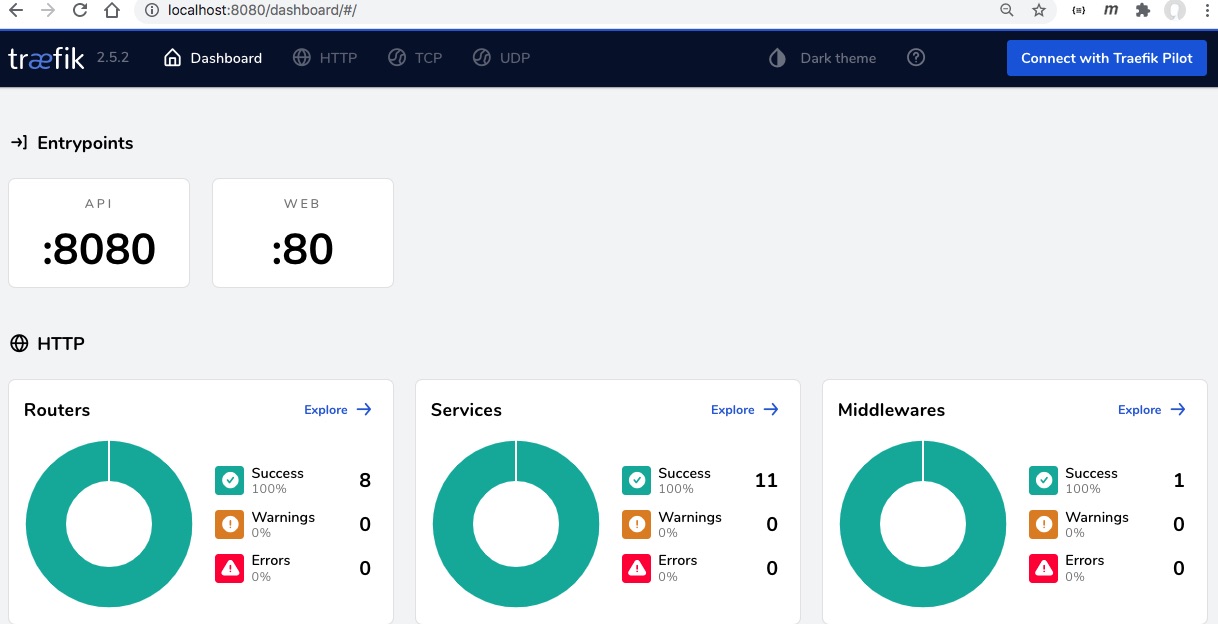 localhost:8080/dashboard/#/
træfik 2.5.2 Dashboard HTTP TCP UDP Dark theme Connect with Traefik Pilot
Entrypoints
API WEB
:8080 :80
HTTP
Routers Explore
Success 8
100%
Warnings 0
0%
Errors 0
0%
Services Explore
Success 11
100%
Warnings 0
0%
Errors 0
0%
Middlewares Explore
Success 1
100%
Warnings 0
0%
Errors 0
0%